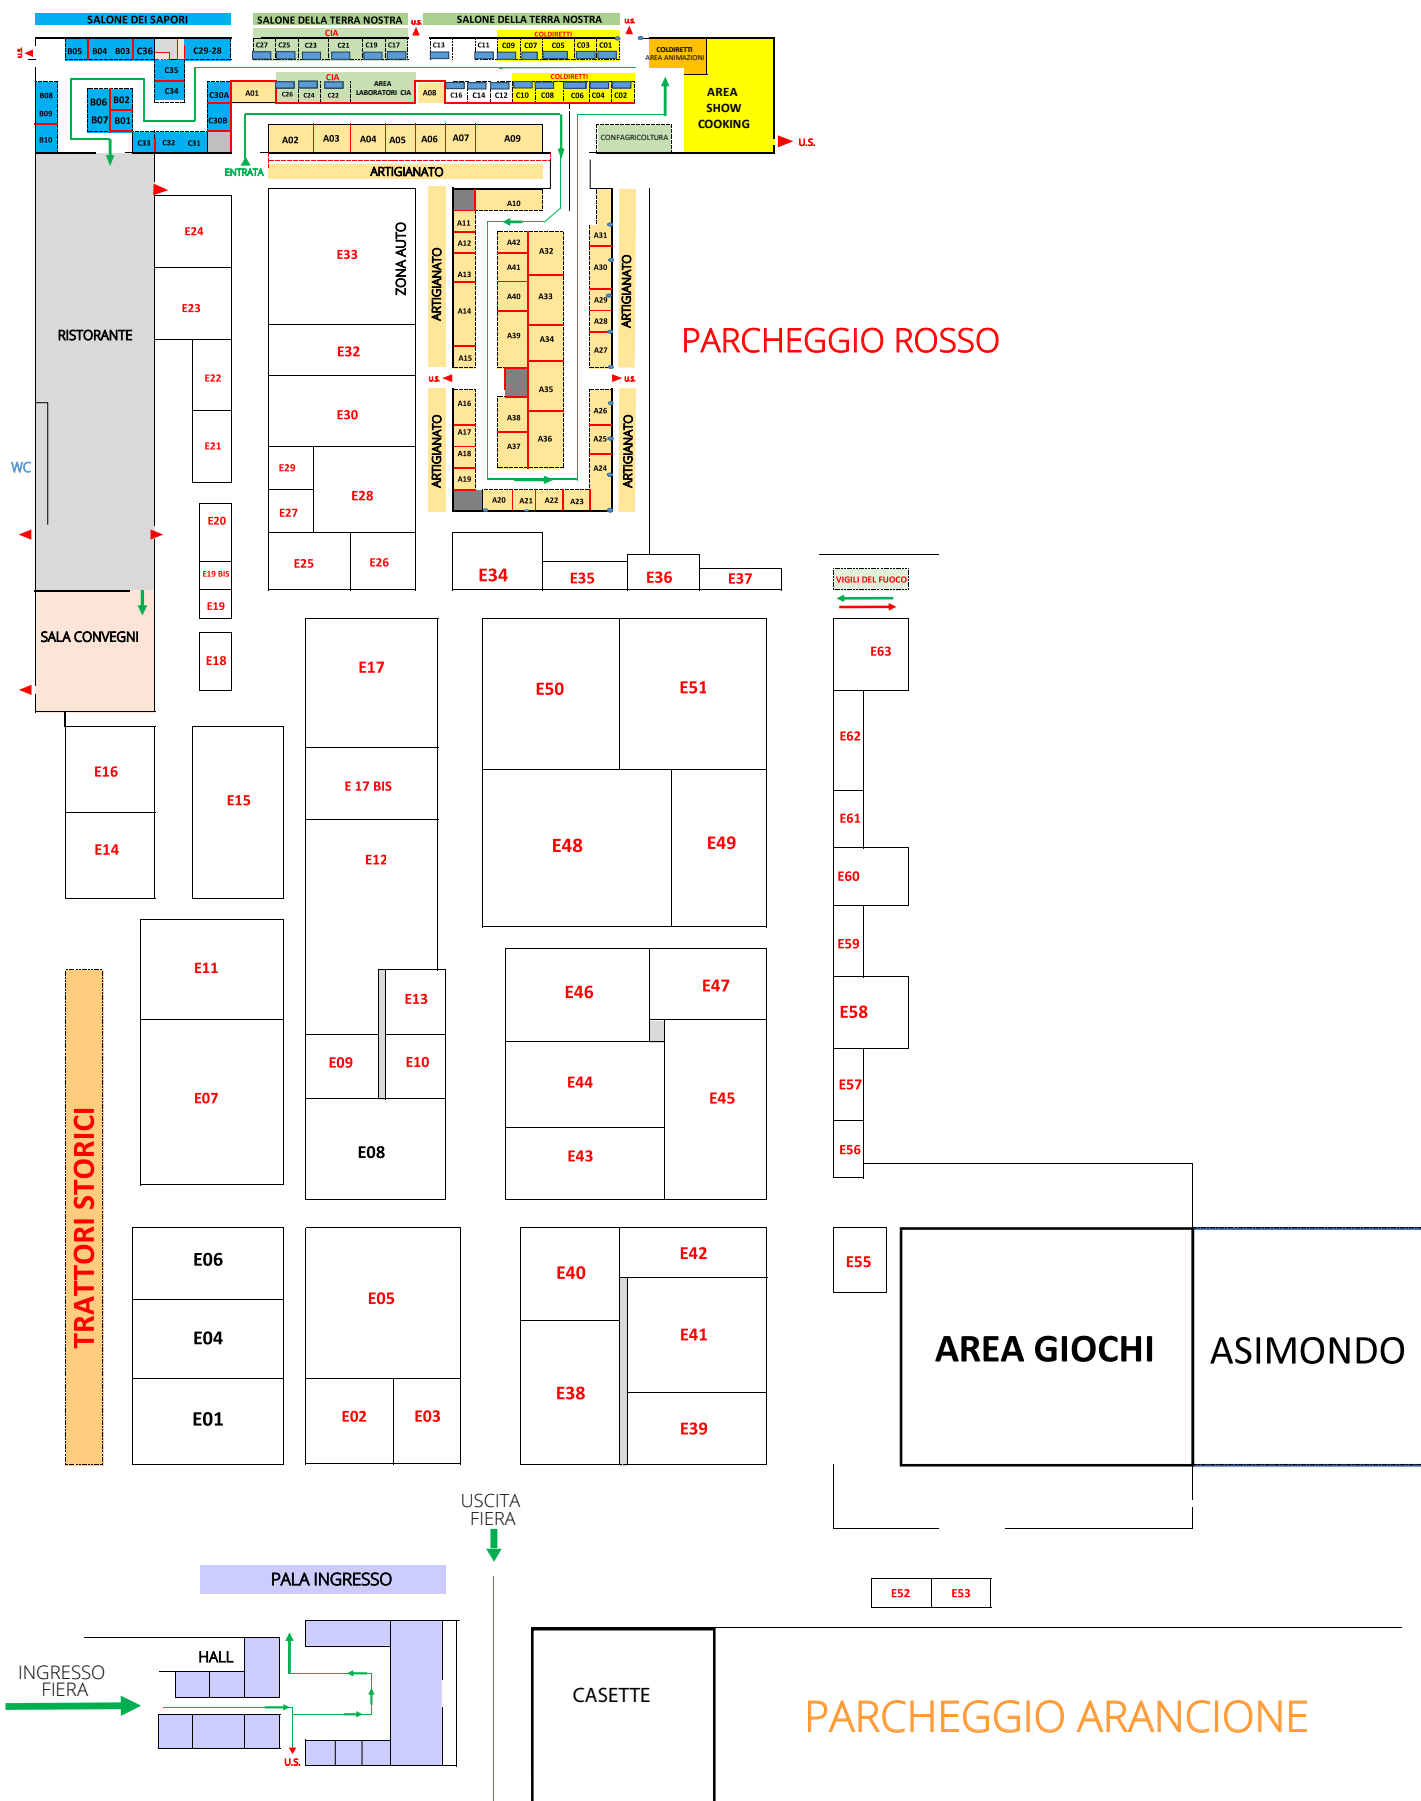 SALONE DEI SAPORI
SALONE DELLA TERRA NOSTRA
SALONE DELLA TERRA NOSTRA
U.S.
U.S.
CIA
COLDIRETTI
U.S.
B05
B04
B03
C36
C29-28
C27
C25
C23
C21
C19
C17
C13
C11
C09
C07
C05
C03
C01
COLDIRETTI
AREA ANIMAZIONI
C35
C34
CIA
COLDIRETTI
B08
B09
B10
B06
B02
B07
B01
C30A
C30B
A01
C26
C24
C22
AREA
LABORATORI CIA
A08
C16
C14
C12
C10
C08
C06
C04
C02
AREA
SHOW
COOKING
C33
C32
C31
A02
A03
A04
A05
A06
A07
A09
CONFAGRICOLTURA
U.S.
ENTRATA
ARTIGIANATO
E24
E33
ZONA AUTO
ARTIGIANATO
A10
A11
A12
A13
A14
A15
A42
A41
A40
A39
A32
A33
A34
A35
A31
A30
A29
A28
A27
ARTIGIANATO
E23
RISTORANTE
E32
PARCHEGGIO ROSSO
E22
U.S.
U.S.
E30
ARTIGIANATO
A16
A17
A18
A19
A38
A37
A36
A26
A25
A24
ARTIGIANATO
E21
WC
E29
E28
E27
A20
A21
A22
A23
E20
E25
E26
E19 BIS
E34
E35
E36
E37
VIGILI DEL FUOCO
E19
SALA CONVEGNI
E18
E17
E50
E51
E63
E62
E16
E15
E 17 BIS
E61
E14
E12
E48
E49
E60
E59
E11
E13
E46
E47
E58
E09
E10
E44
E45
E57
E07
E08
E43
E56
TRATTORI STORICI
E06
E05
E40
E42
E55
E04
E41
AREA GIOCHI
ASIMONDO
E01
E02
E03
E38
E39
USCITA
FIERA
PALA INGRESSO
E52
E53
HALL
INGRESSO
FIERA
CASETTE
PARCHEGGIO ARANCIONE
U.S.